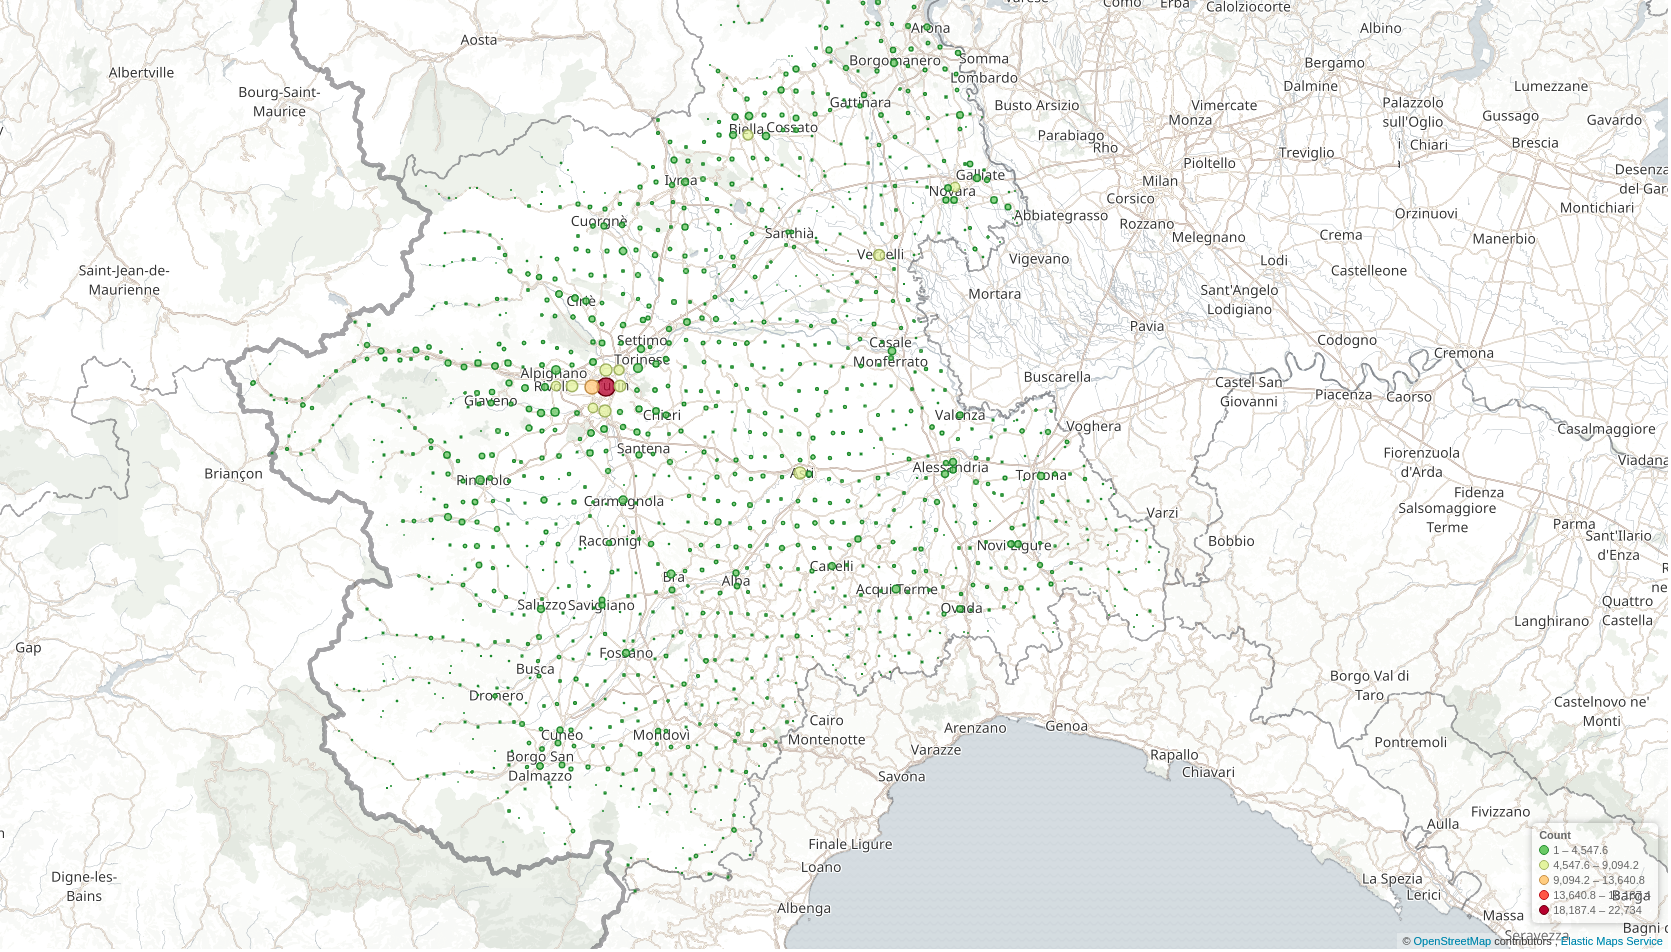 Varese
Como
Erba
Calolziocorte
Arona
Albino
Aosta
Borgomanero
Somma
Lombardo
Bergamo
Dalmine
Albertville
Bourg-Saint-
Maurice
Gattinara
Busto Arsizio
Vimercate
Monza
Palazzolo
sull'Oglio
Lumezzane
Gussago
Gavardo
Biella
Cossato
Parabiago
Rho
Treviglio
Chiari
Brescia
Pioltello
Desenza
del Gar
Ivrea
Galliate
Novara
Milan
Corsico
Montichiari
Cuorgnè
Abbiategrasso
Rozzano
Melegnano
Orzinuovi
Santhià
Crema
Manerbio
Vercelli
Vigevano
Lodi
Castelleone
Saint-Jean-de-
Maurienne
Mortara
Sant'Angelo
Lodigiano
Ciriè
Pavia
Settimo
Torinese
Casale
Monferrato
Codogno
Cremona
Alpignano
Rivoli
Turin
Buscarella
Castel San
Giovanni
Piacenza
Caorso
Giaveno
Chieri
Valenza
Voghera
Casalmaggiore
Santena
Fiorenzuola
d'Arda
Viadana
Briançon
Pinerolo
Asti
Alessandria
Tortona
Fidenza
Carmagnola
Varzi
Salsomaggiore
Terme
Parma
Sant'Ilario
d'Enza
Racconigi
Novi Ligure
Bobbio
Bra
Alba
Canelli
Acqui Terme
Saluzzo
Savigliano
Ovada
Quattro
Castella
Langhirano
Gap
Fossano
Busca
Borgo Val di
Taro
Dronero
Castelnovo ne'
Monti
Cuneo
Mondovì
Cairo
Montenotte
Arenzano
Genoa
Varazze
Pontremoli
Borgo San
Dalmazzo
Savona
Rapallo
Chiavari
Fivizzano
Aulla
Finale Ligure
Loano
Digne-les-
Bains
La Spezia
Lerici
Barga
Albenga
Massa
Seravezza
Bagni d
Count
1 – 4,547.6
4,547.6 – 9,094.2
9,094.2 – 13,640.8
13,640.8 – 18,187.4
18,187.4 – 22,734
© OpenStreetMap contributors , Elastic Maps Service